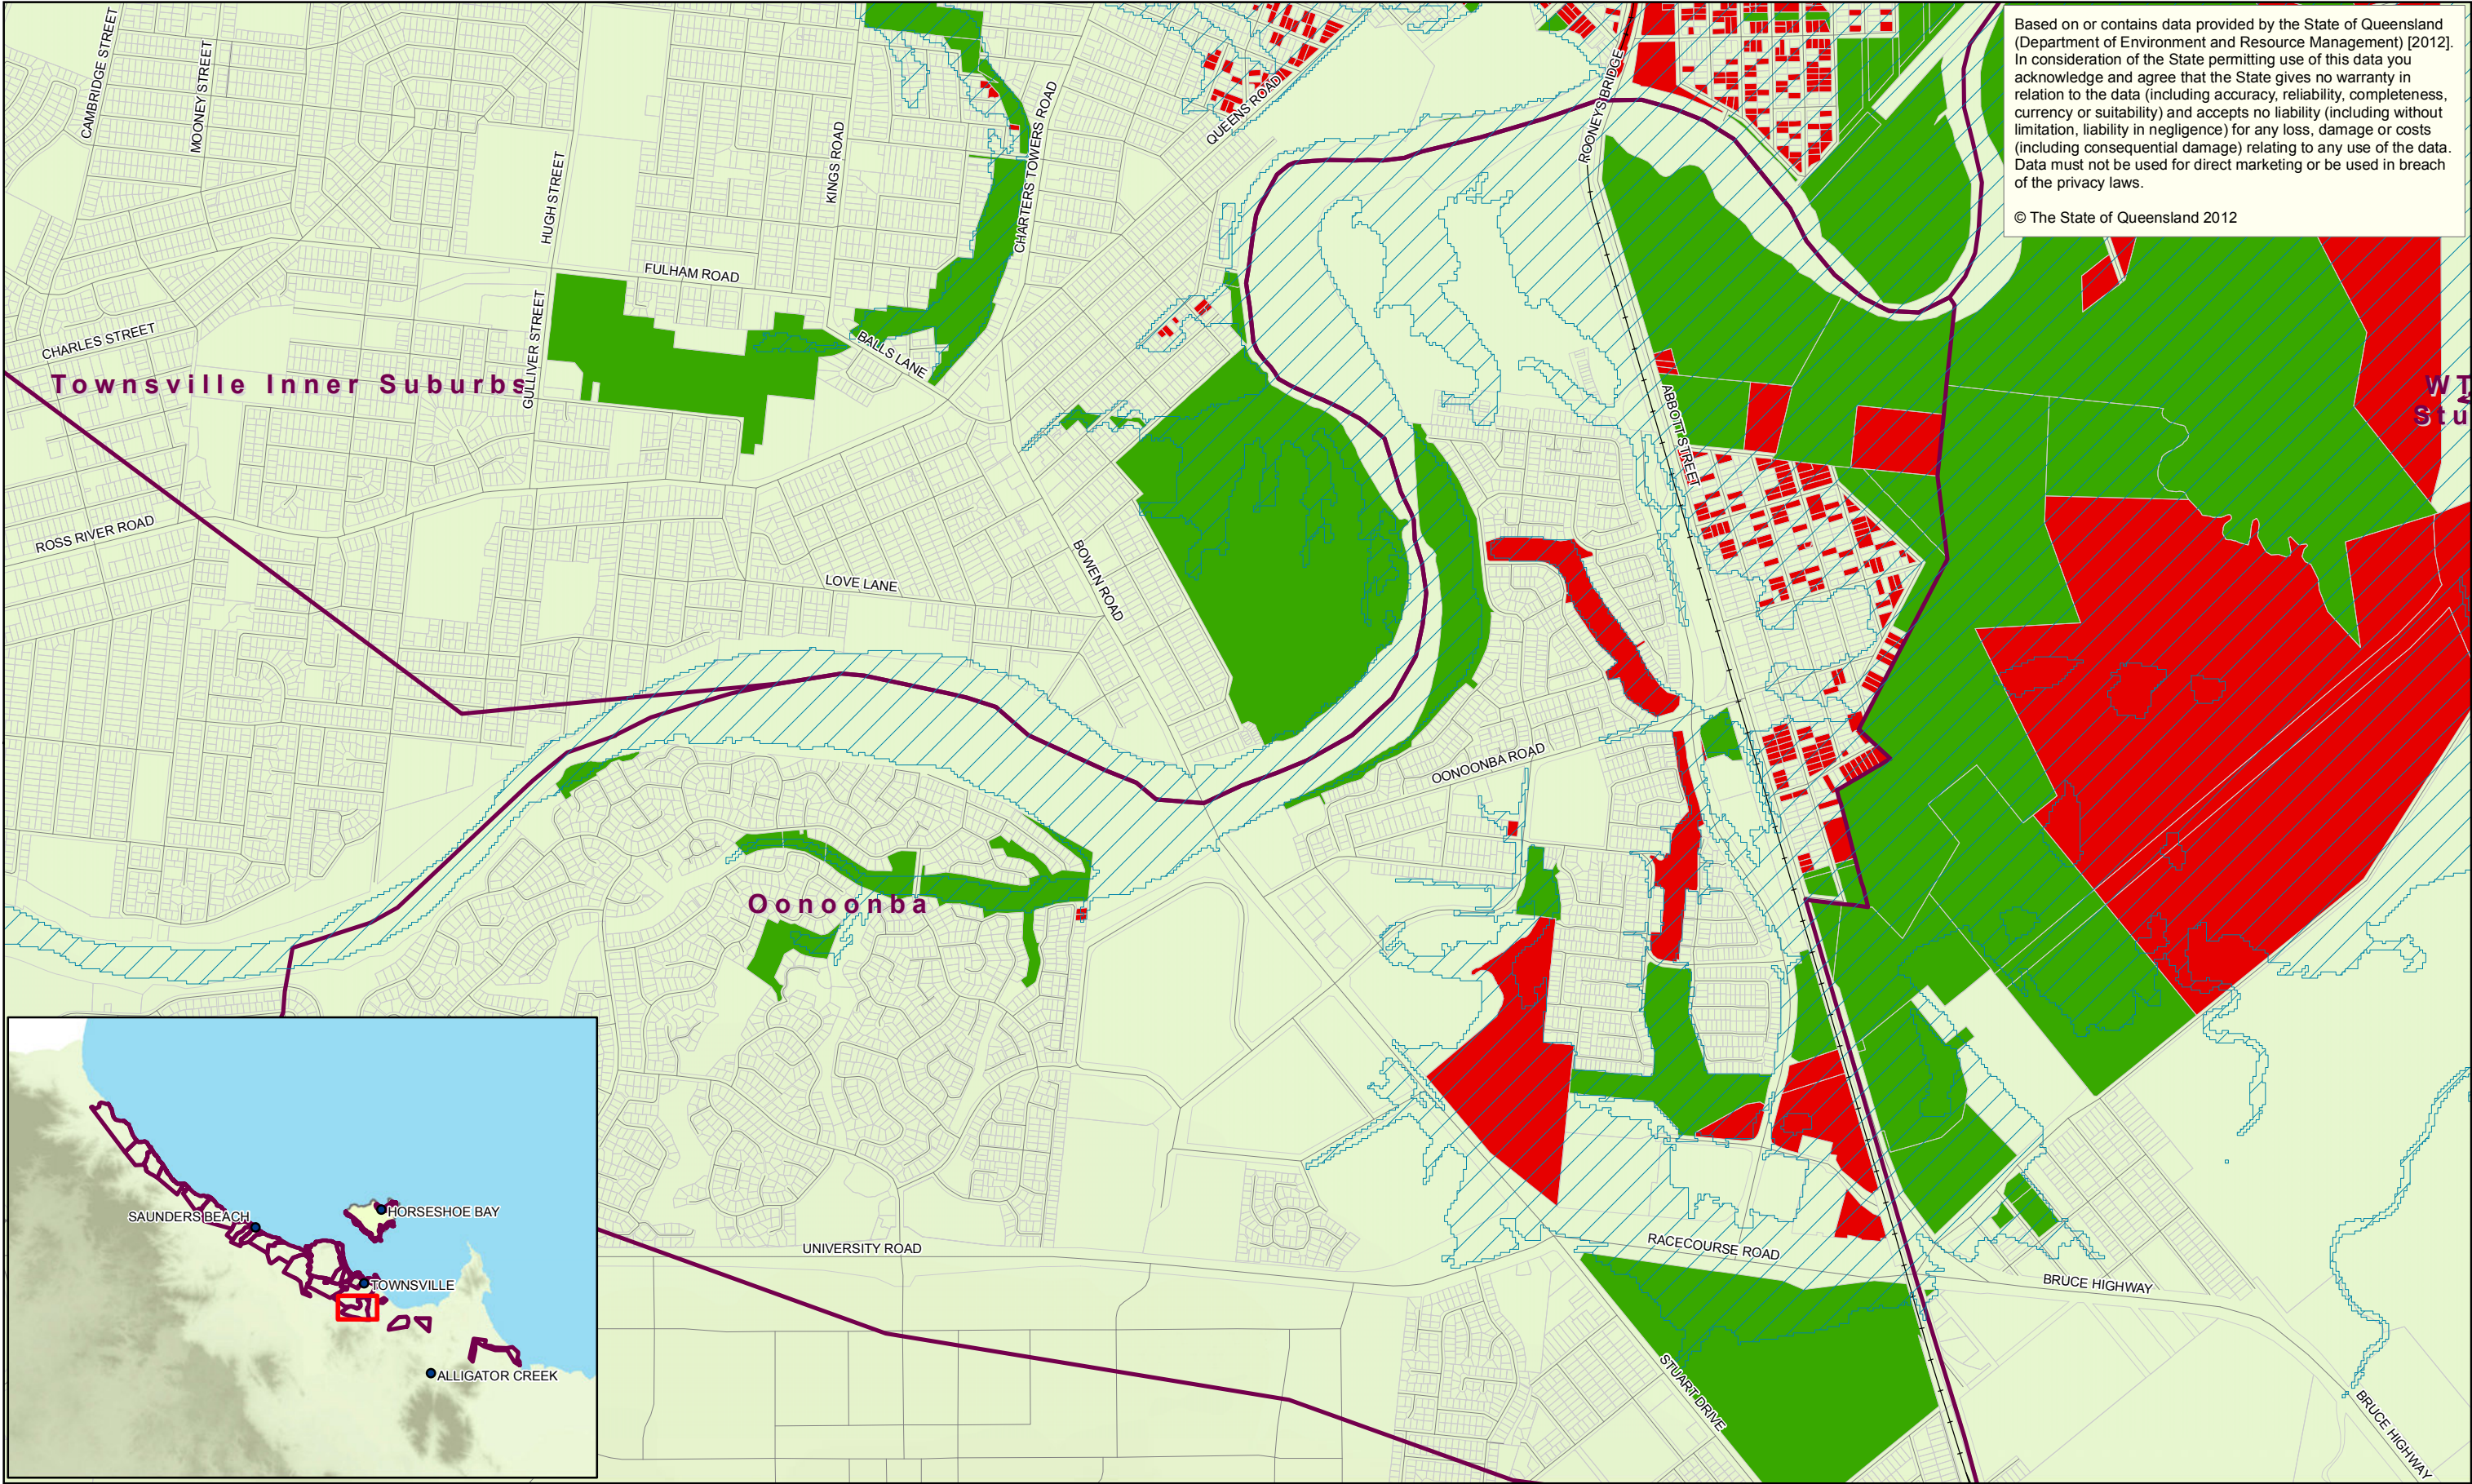 Based on or contains data provided by the State of Queensland
(Department of Environment and Resource Management) [2012].
In consideration of the State permitting use of this data you
acknowledge and agree that the State gives no warranty in
relation to the data (including accuracy, reliability, completeness,
currency or suitability) and accepts no liability (including without
limitation, liability in negligence) for any loss, damage or costs
(including consequential damage) relating to any use of the data.
Data must not be used for direct marketing or be used in breach
of the privacy laws.
© The State of Queensland 2012
CAMBRIDGE STREET
MOONEY STREET
HUGH STREET
KINGS ROAD
CHARTERS TOWERS ROAD
QUEENS ROAD
ROONEYS BRIDGE
FULHAM ROAD
GULLIVER STREET
CHARLES STREET
BALLS LANE
Townsville Inner Suburbs
ABBOTT STREET
Stu
ROSS RIVER ROAD
BOWEN ROAD
LOVE LANE
OONOONBA ROAD
Oonoonba
UNIVERSITY ROAD
RACECOURSE ROAD
BRUCE HIGHWAY
STUART DRIVE
BRUCE HIGHWAY
SAUNDERS BEACH
HORSESHOE BAY
TOWNSVILLE
ALLIGATOR CREEK